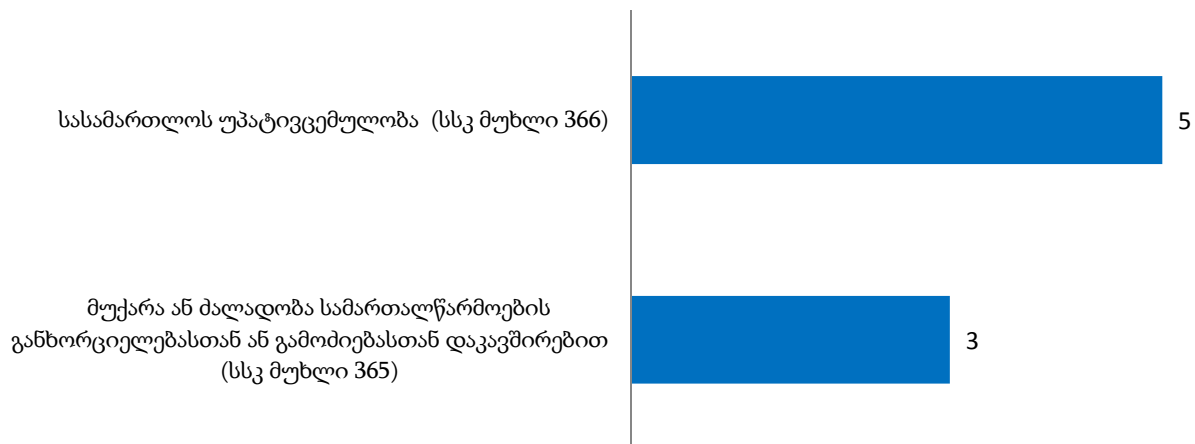 სასამართლოს უპატივცემულობა (სსკ მუხლი 366)
5
მუქარა ან ძალადობა სამართალწარმოების
განხორციელებასთან ან გამოძიებასთან დაკავშირებით
(სსკ მუხლი 365)
3